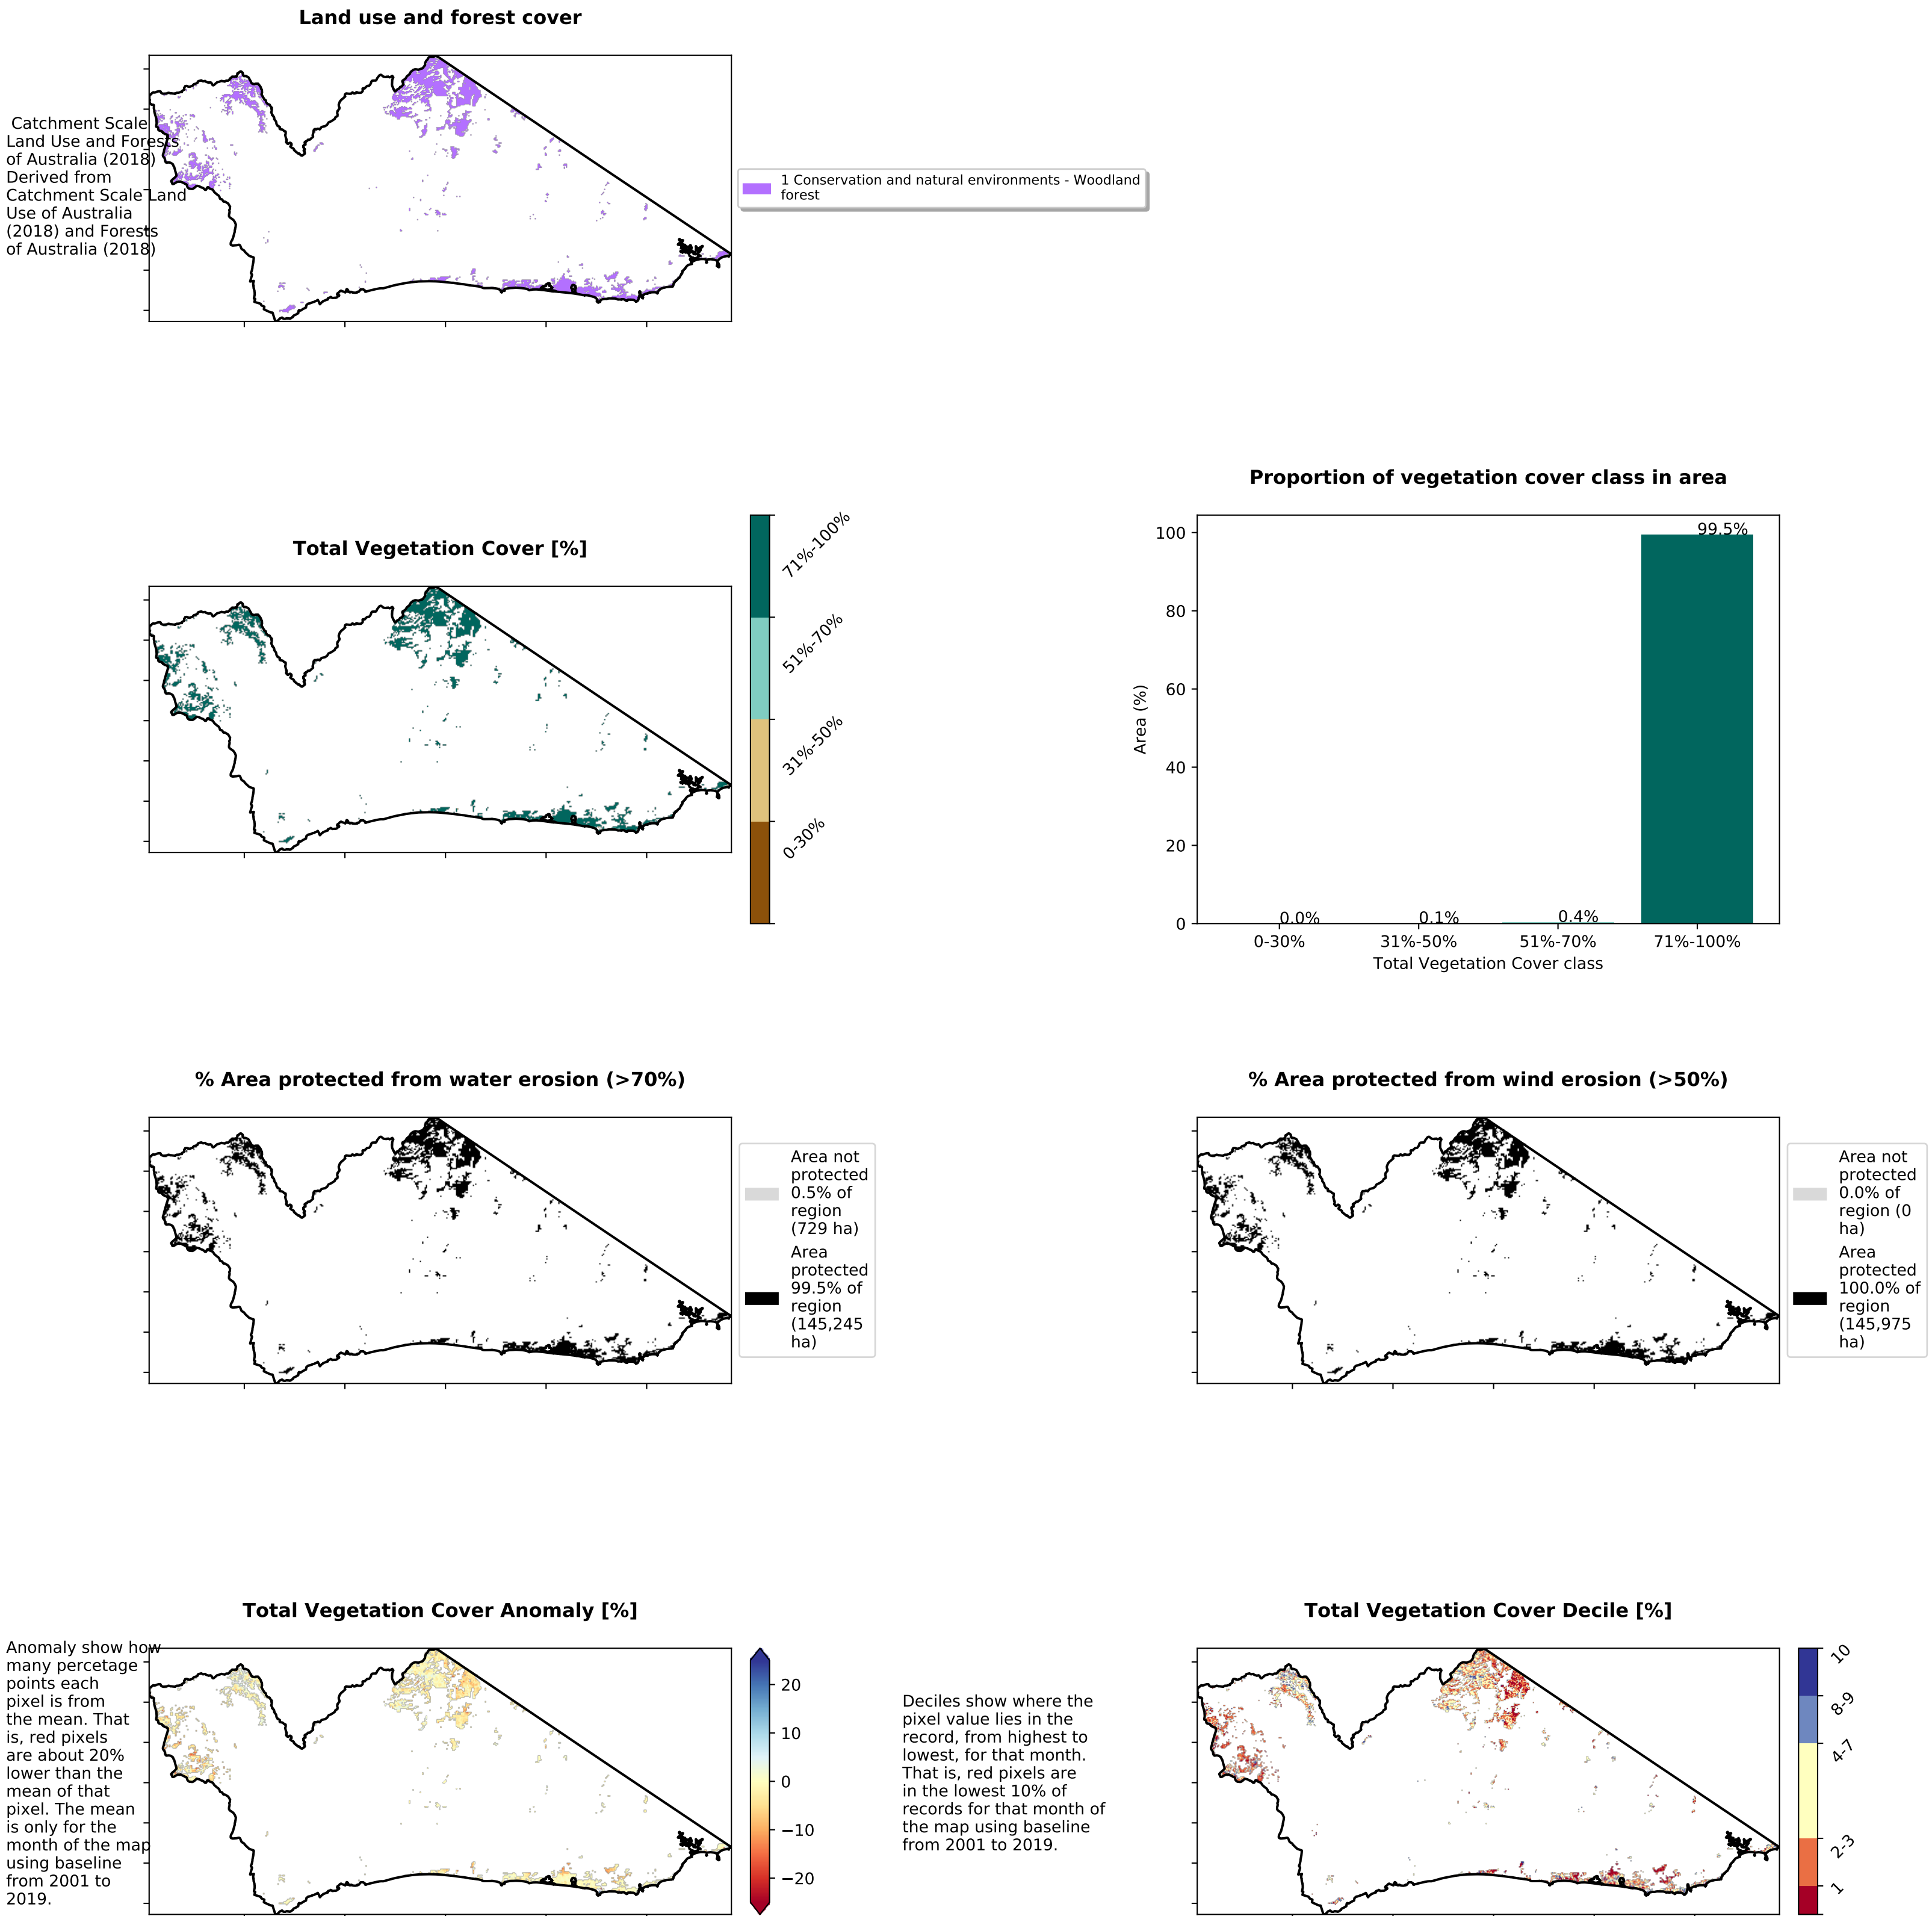 Land use and forest cover
Catchment Scale
Land Use and Forests
of Australia (2018)
Derived from
Catchment Scale Land
Use of Australia
(2018) and Forests
of Australia (2018)
1 Conservation and natural environments - Woodland
forest
Total Vegetation Cover [%]
71%-100%
51%-70%
31%-50%
0-30%
Proportion of vegetation cover class in area
100
80
60
40
20
0
Area (%)
0.0%
0.1%
0.4%
99.5%
0-30%
31%-50%
51%-70%
71%-100%
Total Vegetation Cover class
% Area protected from water erosion (>70%)
Area not
protected
0.5% of
region
(729 ha)
Area
protected
99.5% of
region
(145,245
ha)
% Area protected from wind erosion (>50%)
Area not
protected
0.0% of
region (0
ha)
Area
protected
100.0% of
region
(145,975
ha)
Total Vegetation Cover Anomaly [%]
Anomaly show how
many percetage
points each
pixel is from
the mean. That
is, red pixels
are about 20%
lower than the
mean of that
pixel. The mean
is only for the
month of the map
using baseline
from 2001 to
2019.
20
10
0
−10
−20
Total Vegetation Cover Decile [%]
Deciles show where the
pixel value lies in the
record, from highest to
lowest, for that month.
That is, red pixels are
in the lowest 10% of
records for that month of
the map using baseline
from 2001 to 2019.
10
8-9
4-7
2-3
1